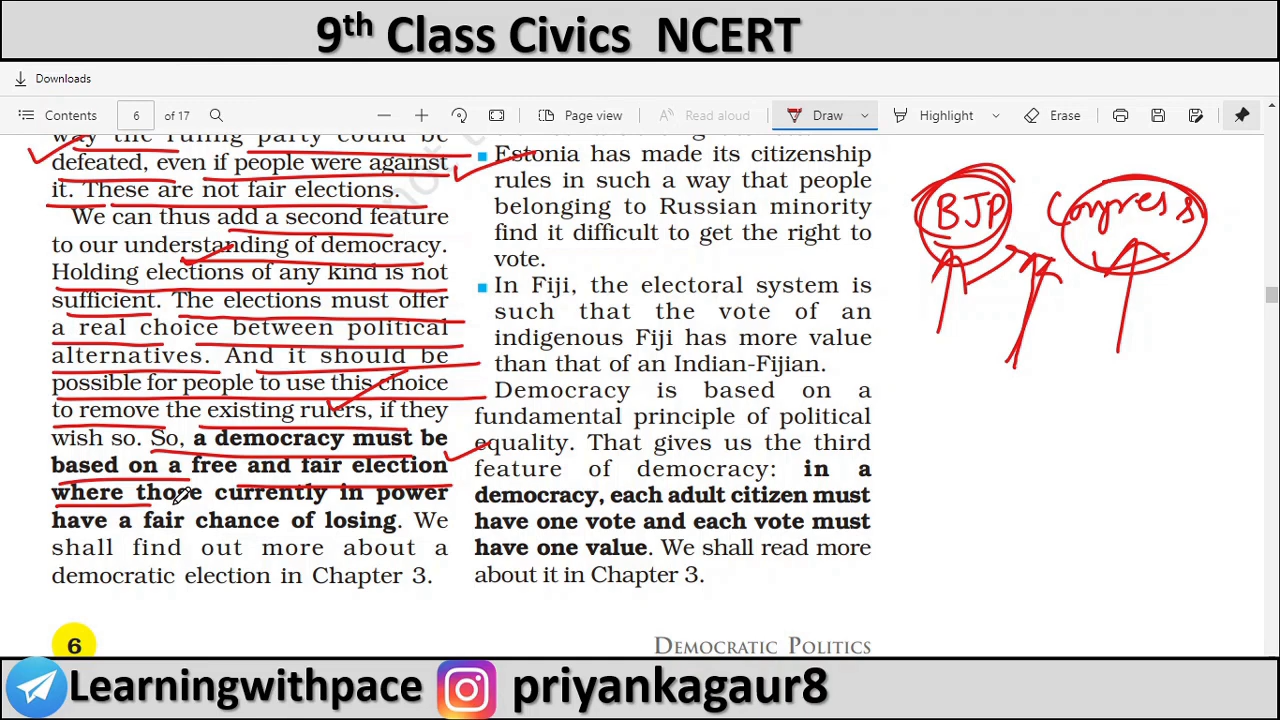 9th Class Civics NCERT
Downloads
Contents 6 of 17 Page view Read aloud Draw Highlight Erase
way the ruling party could be
defeated, even if people were against
it. These are not fair elections.
We can thus add a second feature
to our understanding of democracy.
Holding elections of any kind is not
sufficient. The elections must offer
a real choice between political
alternatives. And it should be
possible for people to use this choice
to remove the existing rulers, if they
wish so. So, a democracy must be
based on a free and fair election
where those currently in power
have a fair chance of losing. We
shall find out more about a
democratic election in Chapter 3.
6
Estonia has made its citizenship
rules in such a way that people
belonging to Russian minority
find it difficult to get the right to
vote.
In Fiji, the electoral system is
such that the vote of an
indigenous Fiji has more value
than that of an Indian-Fijian.
Democracy is based on a
fundamental principle of political
equality. That gives us the third
feature of democracy: in a
democracy, each adult citizen must
have one vote and each vote must
have one value. We shall read more
about it in Chapter 3.
DEMOCRATIC POLITICS
BJP Congress
Learningwithpace priyankagaur8